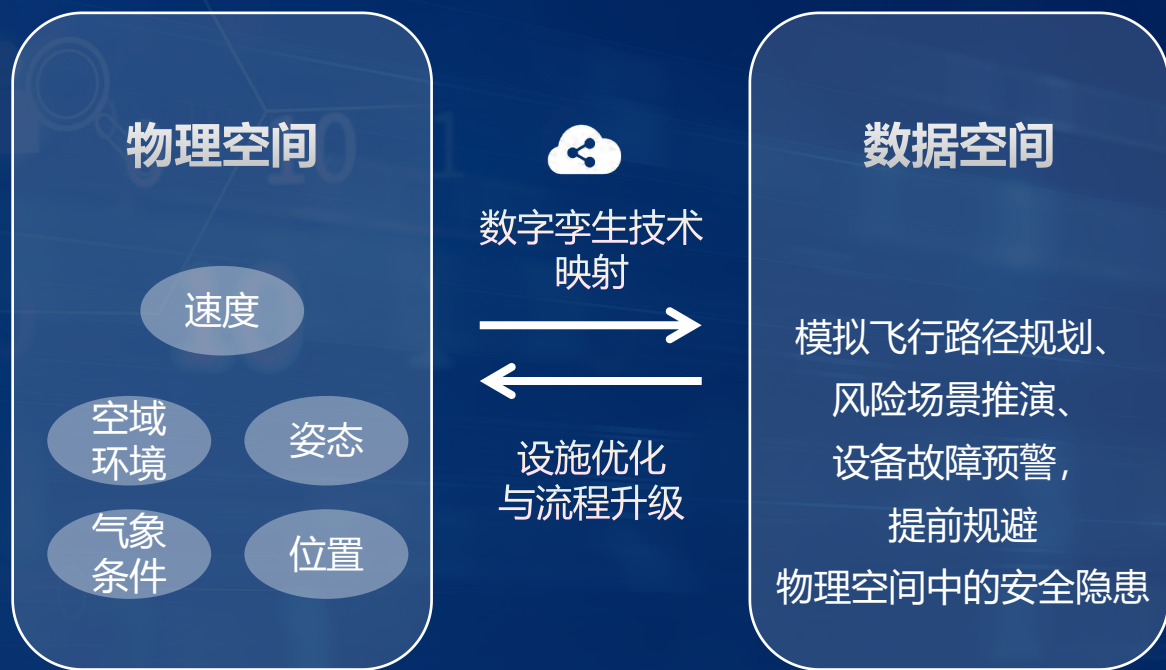 物理空间
速度
空域
环境
姿态
气象
条件
位置
数字孪生技术
映射
设施优化
与流程升级
数据空间
模拟飞行路径规划、
风险场景推演、
设备故障预警，
提前规避
物理空间中的安全隐患